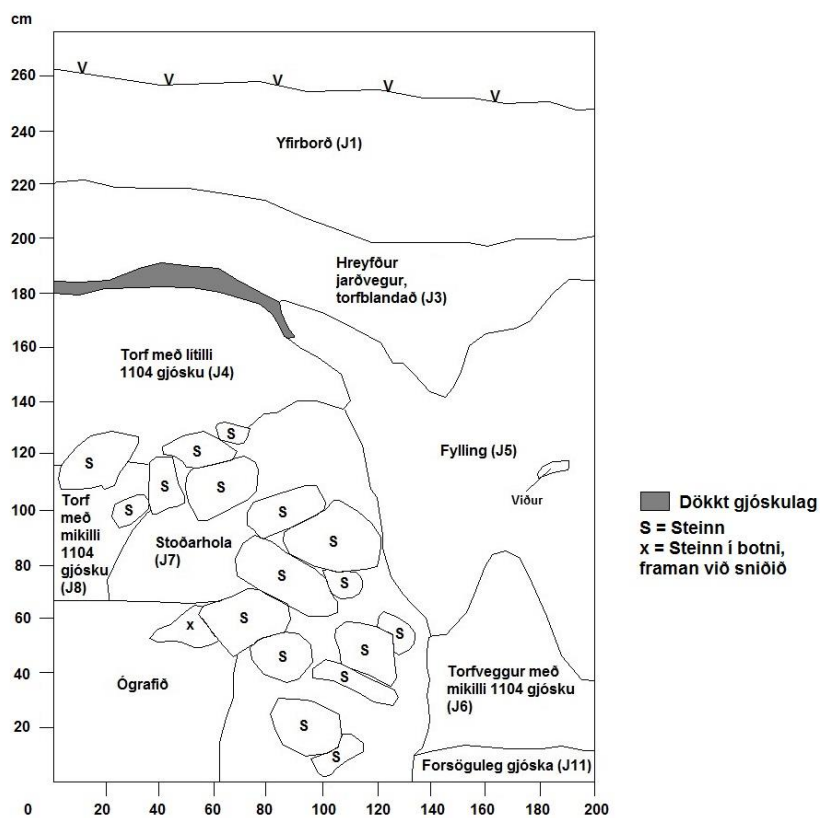 cm
260
V
V
V
V
V
240
Yfirborð (J1)
220
200
Hreyfður
jarðvegur,
torfblandað (J3)
180
160
Torf með lítilli
1104 gjósku (J4)
140
S
120
S
S
Fylling (J5)
S
S
Viður
100
S
S
Torf
með
mikilli
1104
gjósku
(J8)
Stoðarhola
(J7)
S
80
S
S
60
S
x
S
S
S
40
S
Ógrafið
Torfveggur með
mikilli 1104 gjósku
(J6)
20
S
S
Forsöguleg gjóska (J11)
0
20
40
60
80
100
120
140
160
180
200
Dökkt gjóskulag
S = Steinn
x = Steinn í botni,
framan við sniðið